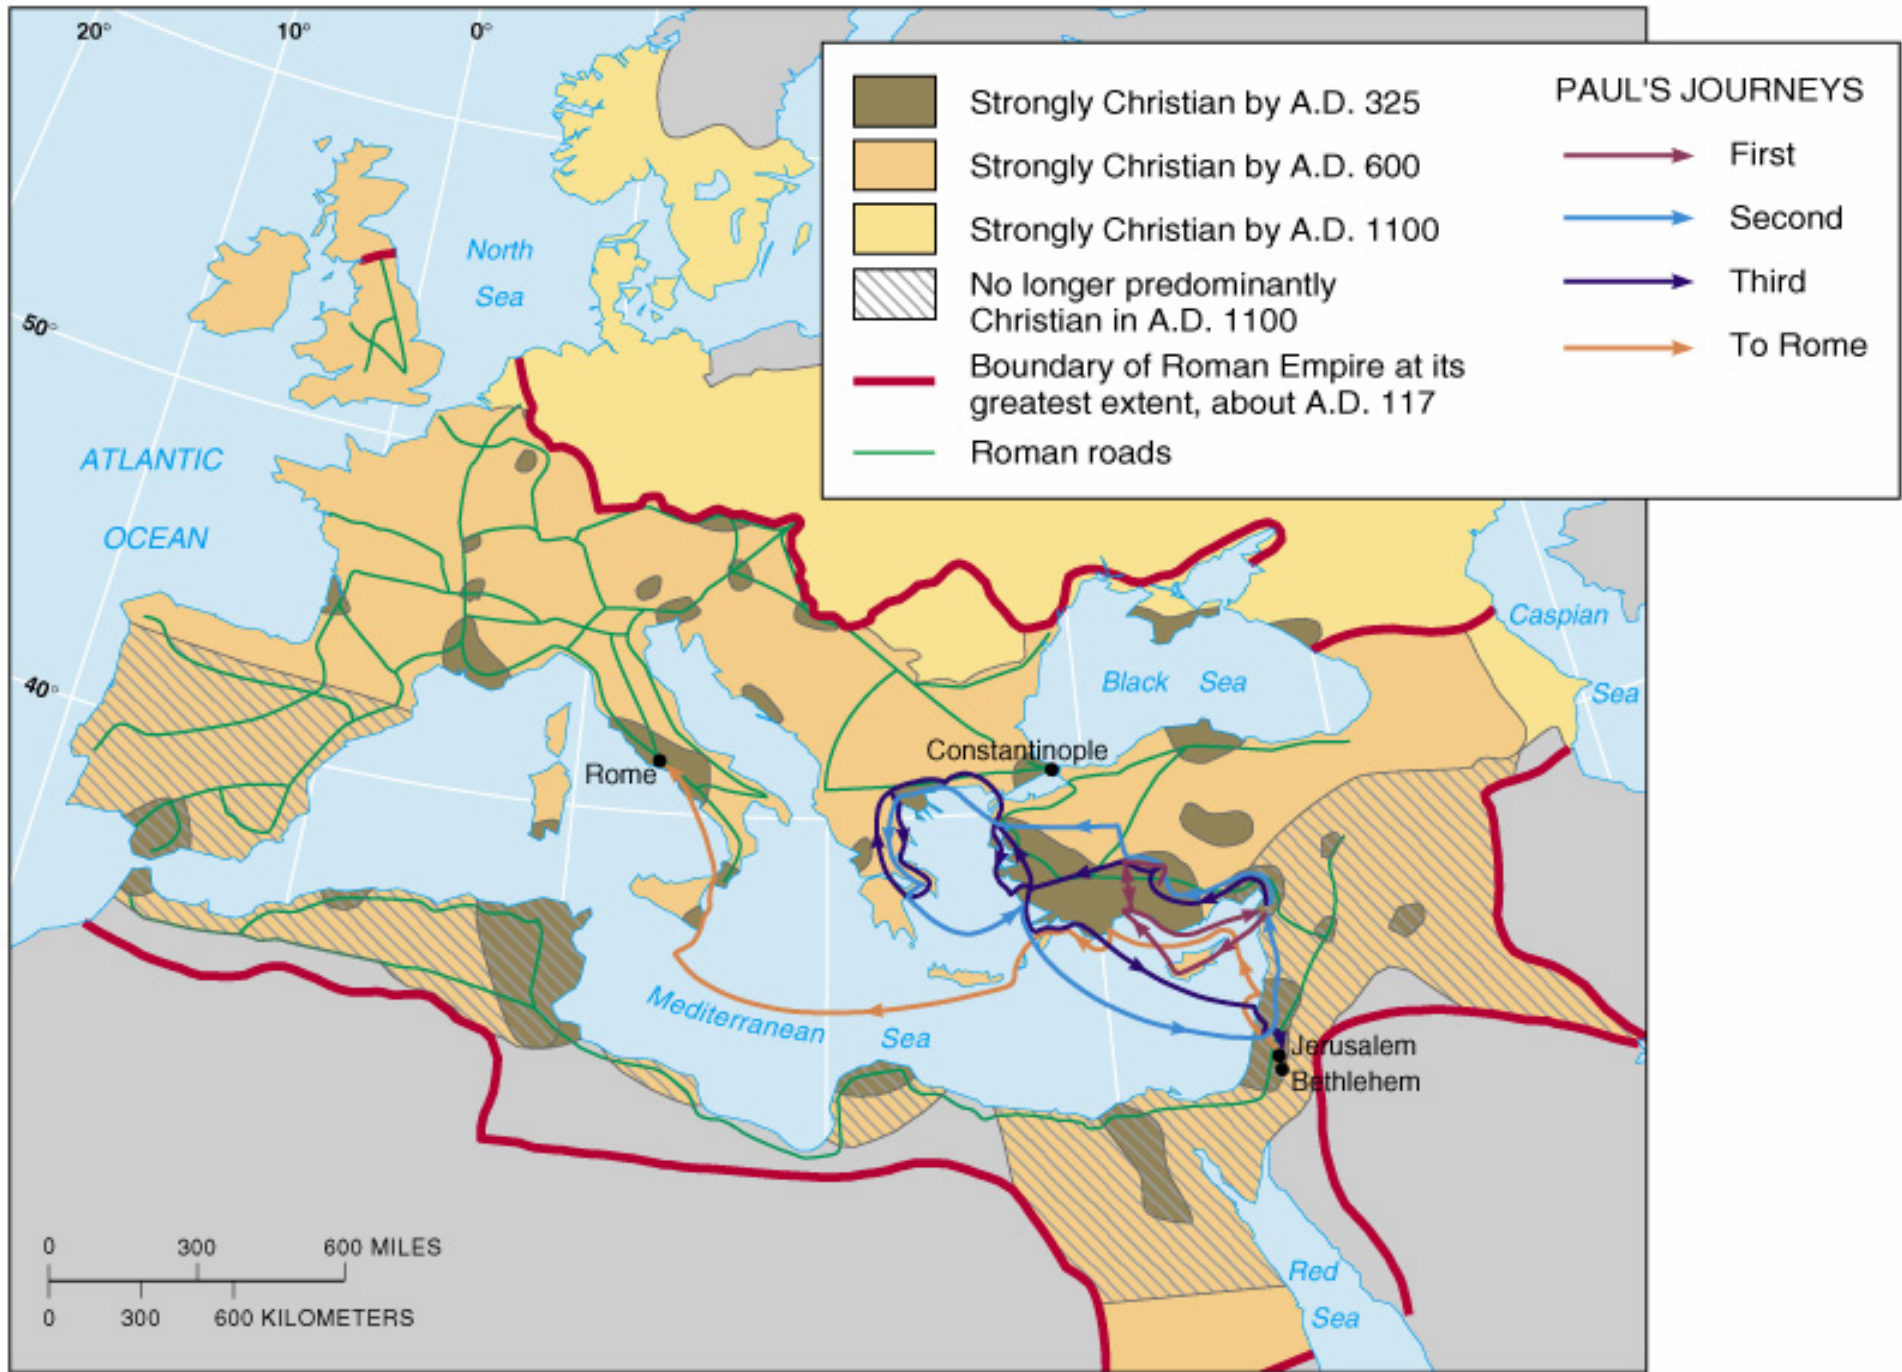 20°
10°
0°
50°
40°
North
Sea
ATLANTIC
OCEAN
Strongly Christian by A.D. 325
Strongly Christian by A.D. 600
Strongly Christian by A.D. 1100
No longer predominantly
Christian in A.D. 1100
Boundary of Roman Empire at its
greatest extent, about A.D. 117
Roman roads
PAUL'S JOURNEYS
First
Second
Third
To Rome
Caspian
Sea
Black Sea
Constantinople
Rome
Mediterranean Sea
Jerusalem
Bethlehem
Red
Sea
0 300 600 MILES
0 300 600 KILOMETERS